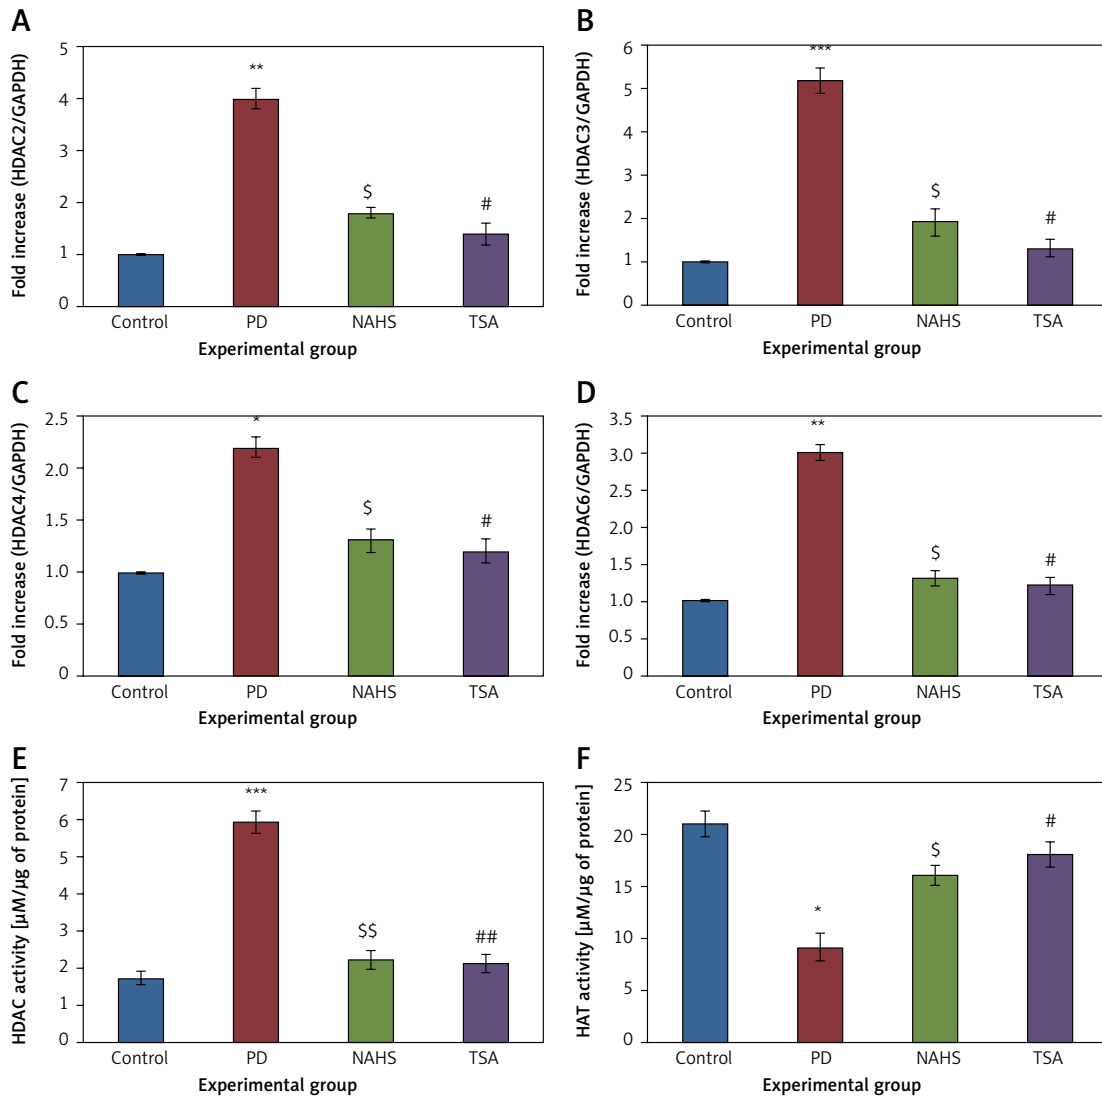 A
Fold increase (HDAC2/GAPDH)
5
4
3
2
1
0
**
$
#
Control PD NAHS TSA
Experimental group
B
Fold increase (HDAC3/GAPDH)
6
5
4
3
2
1
0
***
$
#
Control PD NAHS TSA
Experimental group
C
Fold increase (HDAC4/GAPDH)
2.5
2.0
1.5
1.0
0.5
0
*
$
#
Control PD NAHS TSA
Experimental group
D
Fold increase (HDAC6/GAPDH)
3.5
3.0
2.5
2.0
1.5
1.0
0.5
0
**
$
#
Control PD NAHS TSA
Experimental group
E
HDAC activity [µM/µg of protein]
7
6
5
4
3
2
1
0
***
$$
##
Control PD NAHS TSA
Experimental group
F
HAT activity [µM/µg of protein]
25
20
15
10
5
0
*
$
#
Control PD NAHS TSA
Experimental group